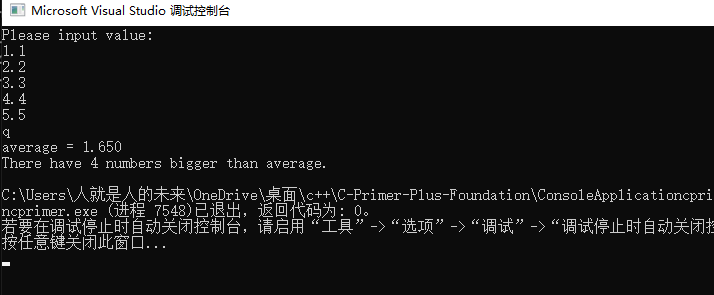 Microsoft Visual Studio 调试控制台
Please input value:
1.1
2.2
3.3
4.4
5.5
q
average = 1.650
There have 4 numbers bigger than average.
C:\Users\人就是人的未来\OneDrive\桌面\c++\C-Primer-Plus-Foundation\ConsoleApplicationcpri
ncprimer.exe (进程 7548)已退出，返回代码为: 0。
若要在调试停止时自动关闭控制台，请启用“工具”->“选项”->“调试”->“调试停止时自动关闭控
按任意键关闭此窗口...